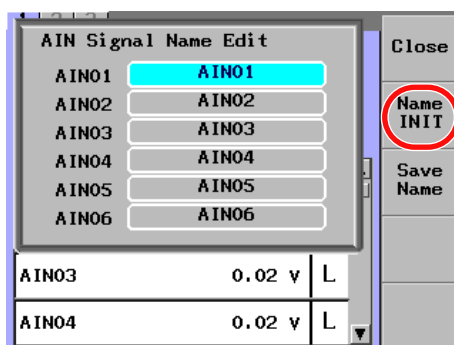 AIN Signal Name Edit
AIN01 AIN01
AIN02 AIN02
AIN03 AIN03
AIN04 AIN04
AIN05 AIN05
AIN06 AIN06
AIN03 0.02 V L
AIN04 0.02 V L
Close
Name
INIT
Save
Name